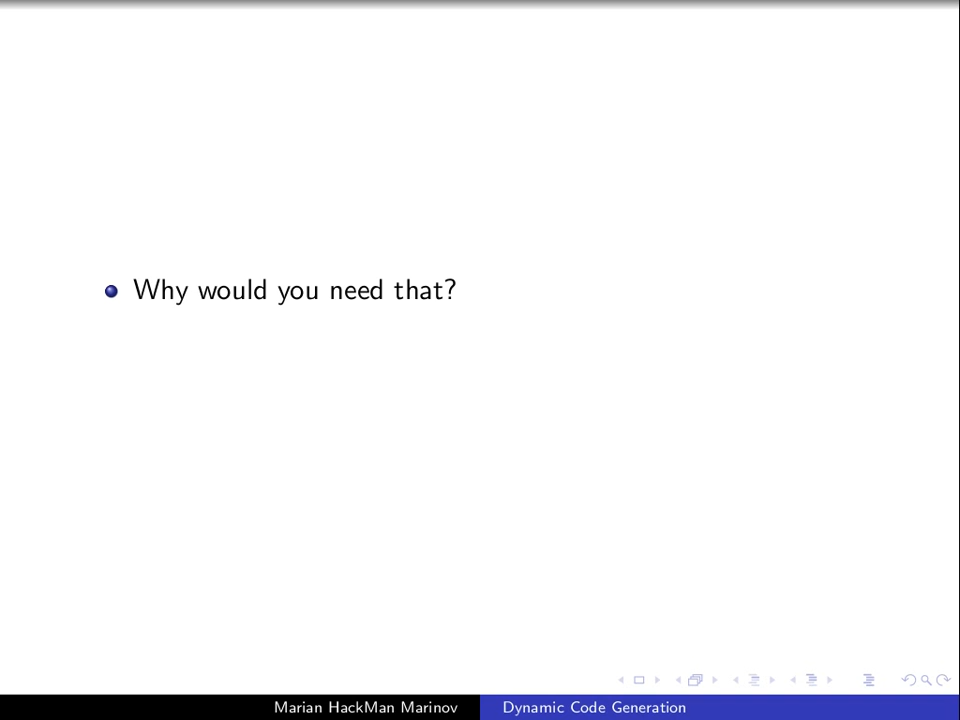 Why would you need that?
Marian HackMan Marinov
Dynamic Code Generation